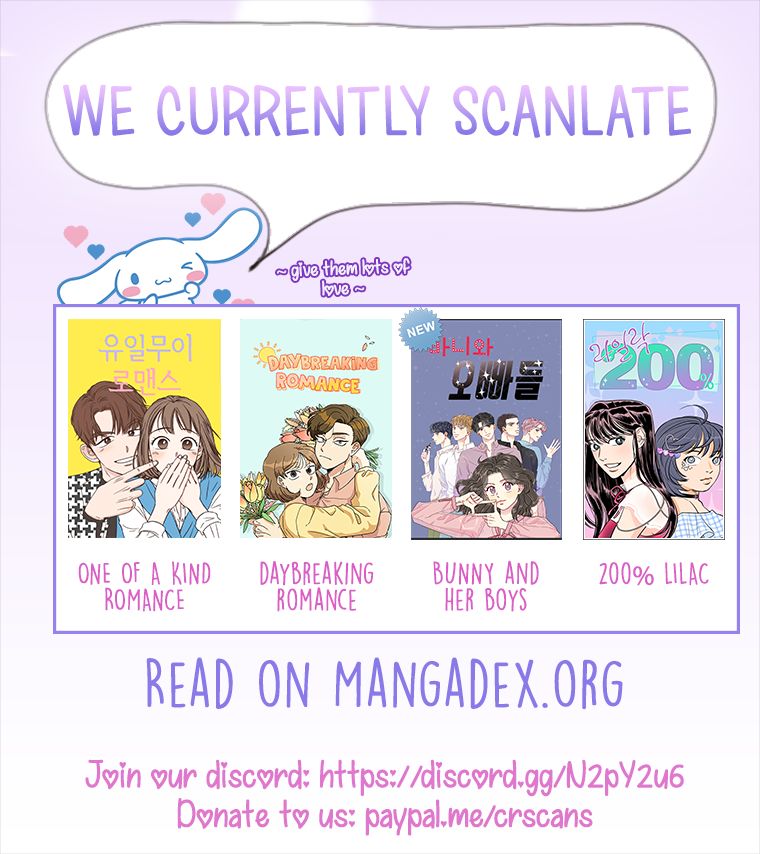 WE CURRENTLY SCANLATE
~ give them lots of
love ~
유일무이
로맨스
DAYBREAKING
ROMANCE
NEW
바니와
오빠들
라일락
200%
ONE OF A KIND
ROMANCE
DAYBREAKING
ROMANCE
BUNNY AND
HER BOYS
200% LILAC
READ ON MANGADEX.ORG
Join our discord: https://discord.gg/N2pY2u6
Donate to us: paypal.me/crscans